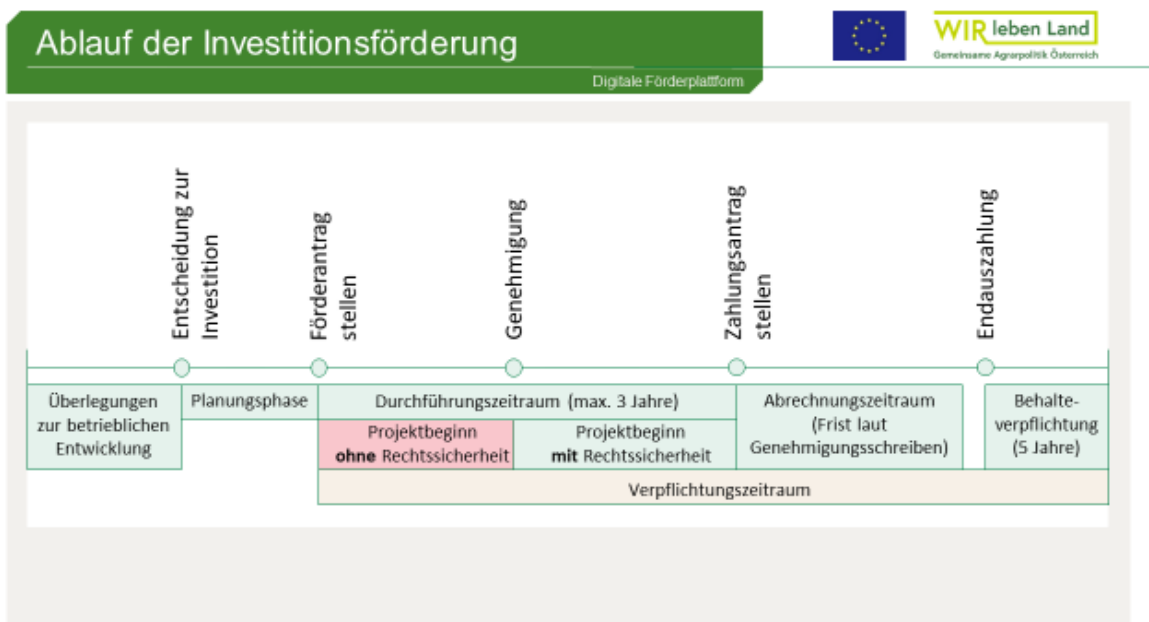 Ablauf der Investitionsförderung
Digitale Förderplattform
WIR leben Land
Gemeinsame Agrarpolitik Österreich
Entscheidung zur
Investition
Förderantrag
stellen
Genehmigung
Zahlungsantrag
stellen
Endauszahlung
Überlegungen
zur betrieblichen
Entwicklung
Planungsphase
Durchführungszeitraum (max. 3 Jahre)
Projektbeginn
ohne Rechtssicherheit
Projektbeginn
mit Rechtssicherheit
Abrechnungszeitraum
(Frist laut
Genehmigungsschreiben)
Behalte-
verpflichtung
(5 Jahre)
Verpflichtungszeitraum